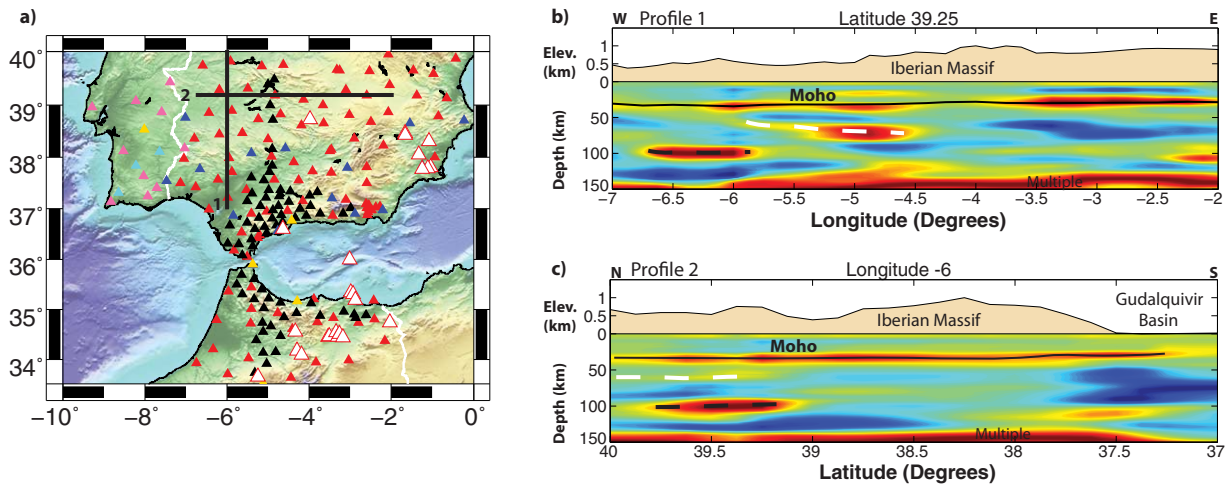 a)
40°
39°
38°
37°
36°
35°
34°
−10°
−8°
−6°
−4°
−2°
0°
2
1
b)
W
Profile 1
Latitude 39.25
E
Elev.
(km)
1
0.5
0
Iberian Massif
Moho
Depth (km)
50
100
150
Multiple
-7
-6.5
-6
-5.5
-5
-4.5
-4
-3.5
-3
-2.5
-2
Longitude (Degrees)
c)
N
Profile 2
Longitude -6
S
Elev.
(km)
1
0.5
0
Iberian Massif
Gudalquivir
Basin
Moho
Depth (km)
50
100
150
Multiple
40
39.5
39
38.5
38
37.5
37
Latitude (Degrees)